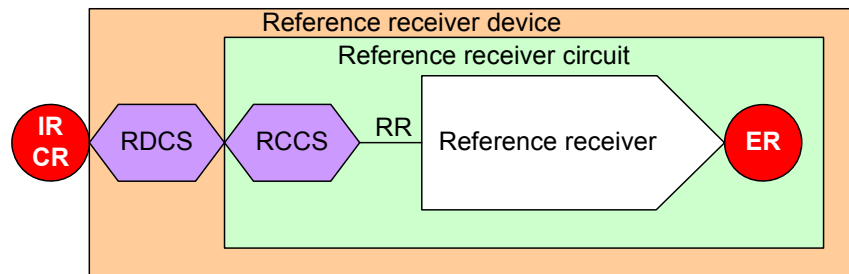 Reference receiver device
Reference receiver circuit
IR
CR
RDCS
RCCS
RR
Reference receiver
ER